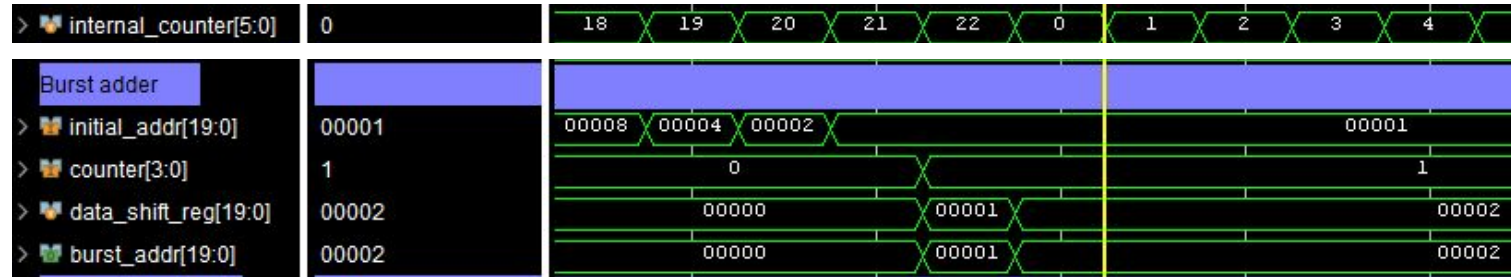 > internal_counter[5:0] 0 18 19 20 21 22 0 1 2 3 4
Burst adder
> initial_addr[19:0] 00001 00008 00004 00002 00001
> counter[3:0] 1 0 1
> data_shift_reg[19:0] 00002 00000 00001 00002
> burst_addr[19:0] 00002 00000 00001 00002